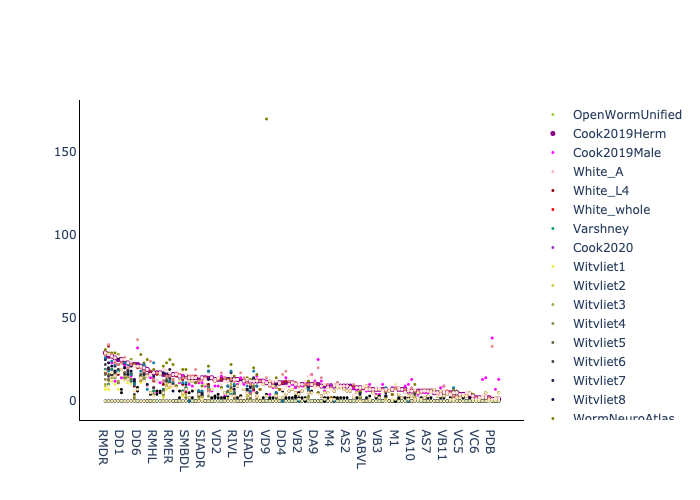 150
100
50
0
RMDR
DD1
DD6
RMHL
RMER
SMBDL
SIADR
VD2
RIVL
SIADL
VD9
DD4
VB2
DA9
M4
AS2
SABVL
VB3
M1
VA10
AS7
VB11
VC5
VC6
PDB
OpenWormUnified
Cook2019Herm
Cook2019Male
White_A
White_L4
White_whole
Varshney
Cook2020
Witvliet1
Witvliet2
Witvliet3
Witvliet4
Witvliet5
Witvliet6
Witvliet7
Witvliet8
WormNeuroAtlas